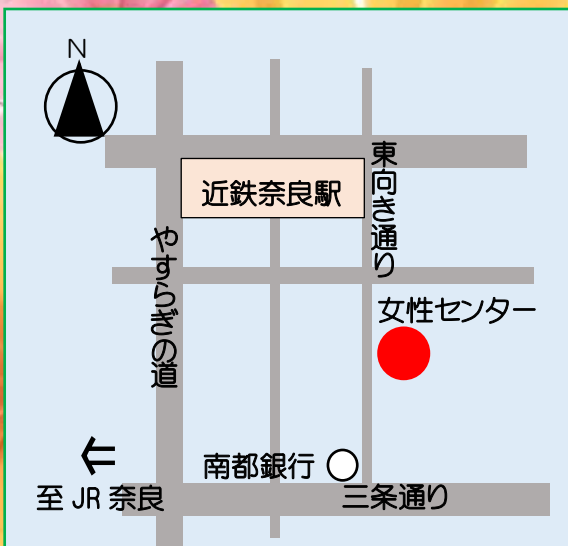 N
近鉄奈良駅
東向き通り
やすらぎの道
女性センター
南都銀行
至 JR 奈良
三条通り